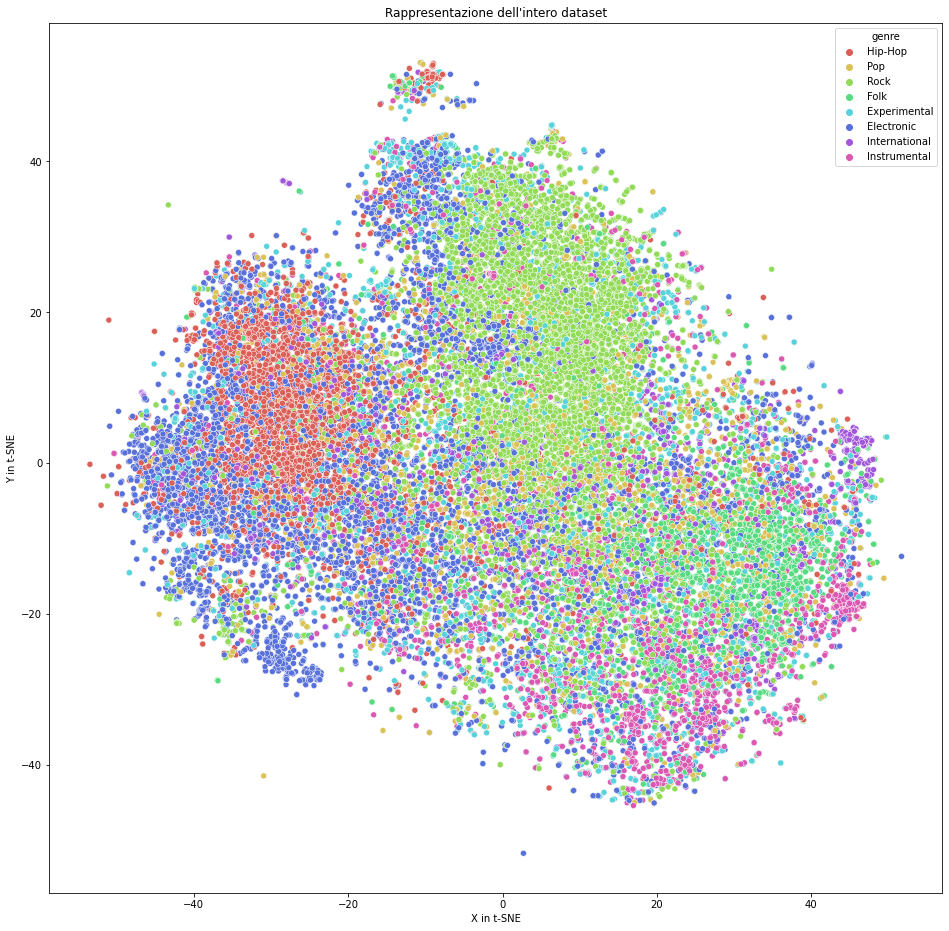 Rappresentazione dell'intero dataset
genre
Hip-Hop
Pop
Rock
Folk
Experimental
Electronic
International
Instrumental
40
20
0
−20
−40
Y in t-SNE
−40
−20
0
20
40
X in t-SNE